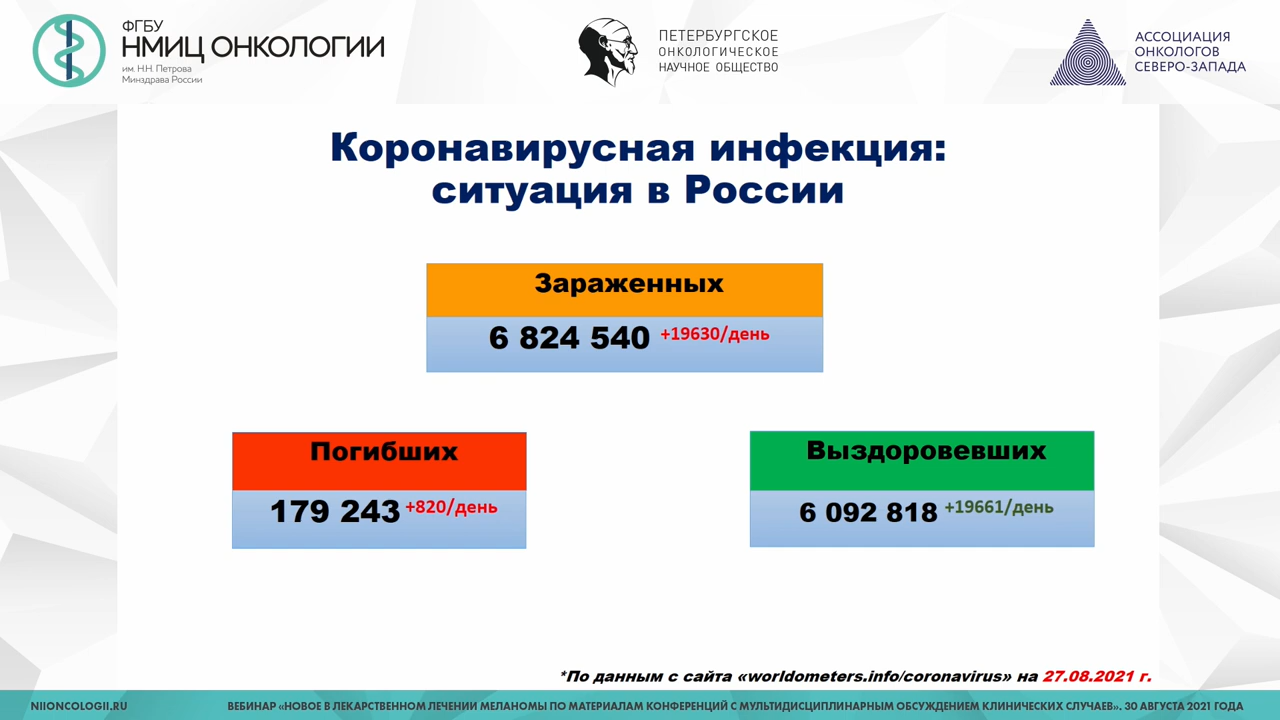 ФГБУ
НМИЦ ОНКОЛОГИИ
им. Н.Н. Петрова
Минздрава России
ПЕТЕРБУРГСКОЕ
ОНКОЛОГИЧЕСКОЕ
НАУЧНОЕ ОБЩЕСТВО
АССОЦИАЦИЯ
ОНКОЛОГОВ
СЕВЕРО-ЗАПАДА
Коронавирусная инфекция:
ситуация в России
Зараженных
6 824 540 +19630/день
Погибших
179 243 +820/день
Выздоровевших
6 092 818 +19661/день
*По данным с сайта «worldometers.info/coronavirus» на 27.08.2021 г.
NIIONCOLOGII.RU
ВЕБИНАР «НОВОЕ В ЛЕКАРСТВЕННОМ ЛЕЧЕНИИ МЕЛАНОМЫ ПО МАТЕРИАЛАМ КОНФЕРЕНЦИЙ С МУЛЬТИДИСЦИПЛИНАРНЫМ ОБСУЖДЕНИЕМ КЛИНИЧЕСКИХ СЛУЧАЕВ». 30 АВГУСТА 2021 ГОДА